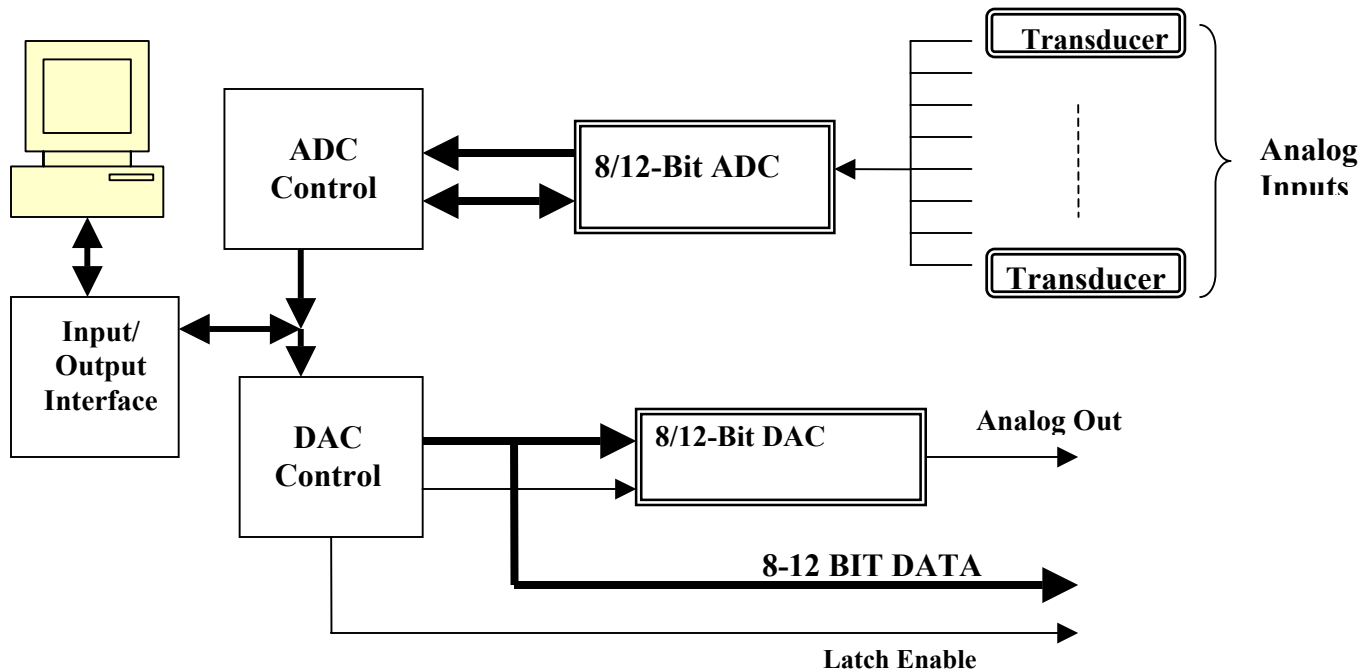 Transducer
ADC
Control
8/12-Bit ADC
Analog
Inputs
Transducer
Input/
Output
Interface
DAC
Control
8/12-Bit DAC
Analog Out
8-12 BIT DATA
Latch Enable